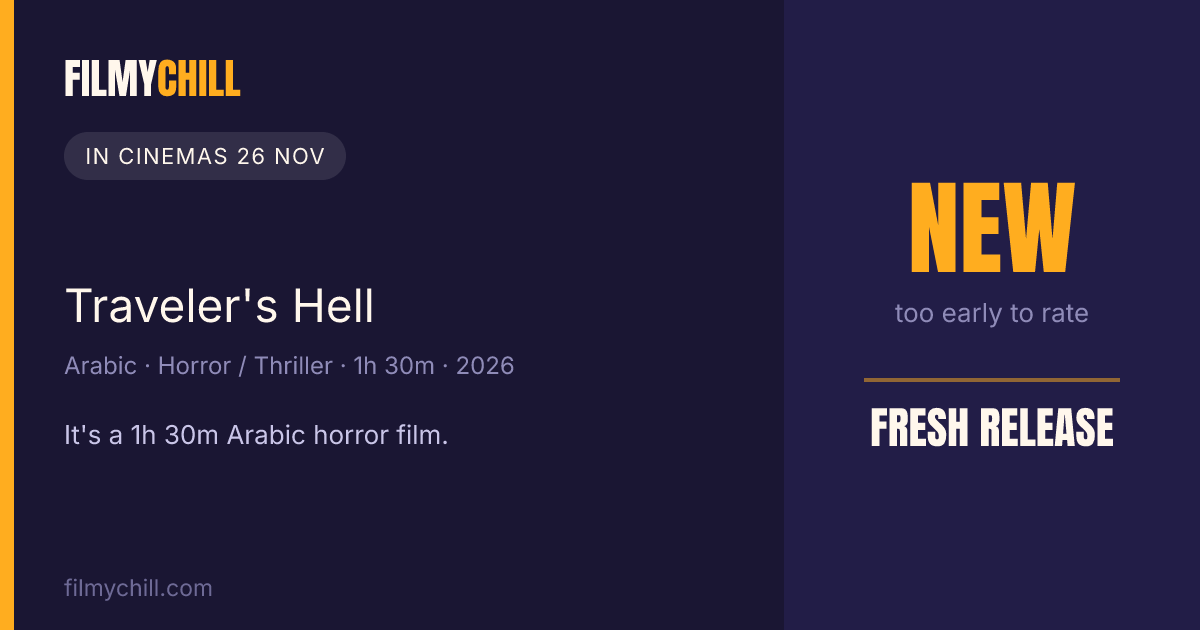 FILMYCHILL
IN CINEMAS 26 NOV
Traveler's Hell
Arabic · Horror / Thriller · 1h 30m · 2026
It's a 1h 30m Arabic horror film.
filmychill.com
NEW
too early to rate
FRESH RELEASE